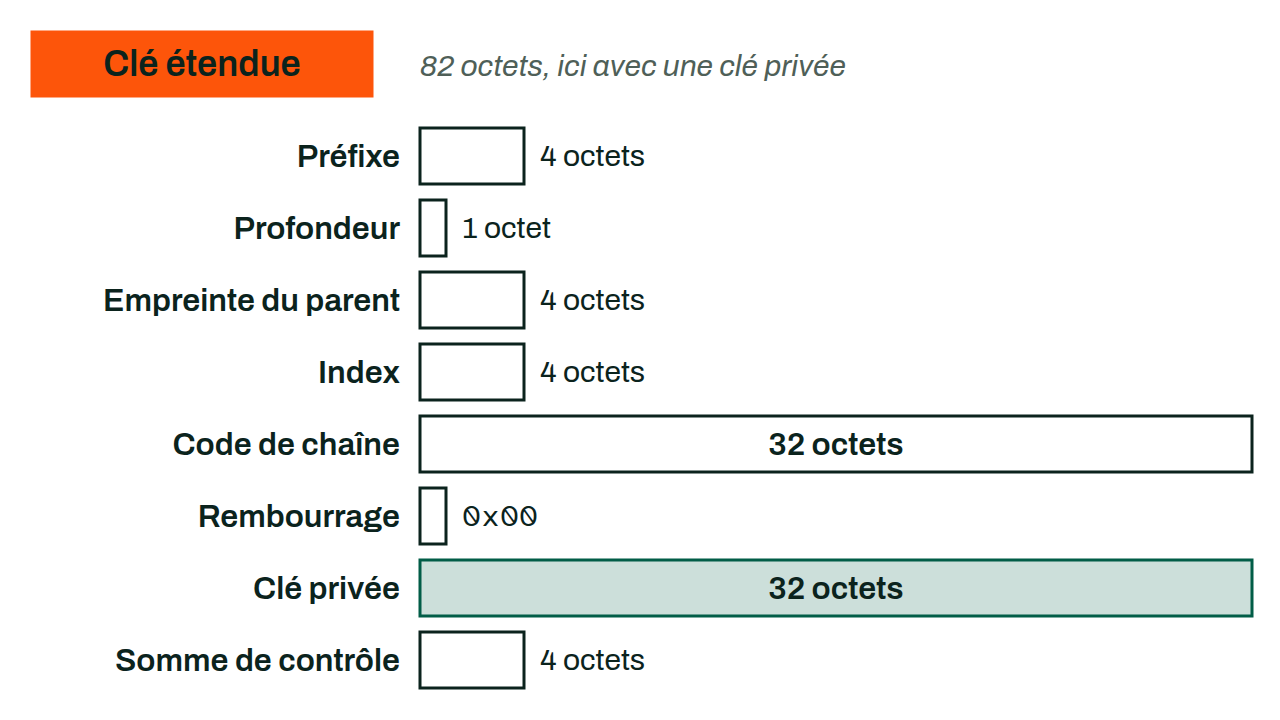 Clé étendue
82 octets, ici avec une clé privée
Préfixe 4 octets
Profondeur 1 octet
Empreinte du parent 4 octets
Index 4 octets
Code de chaîne 32 octets
Rembourrage 0x00
Clé privée 32 octets
Somme de contrôle 4 octets